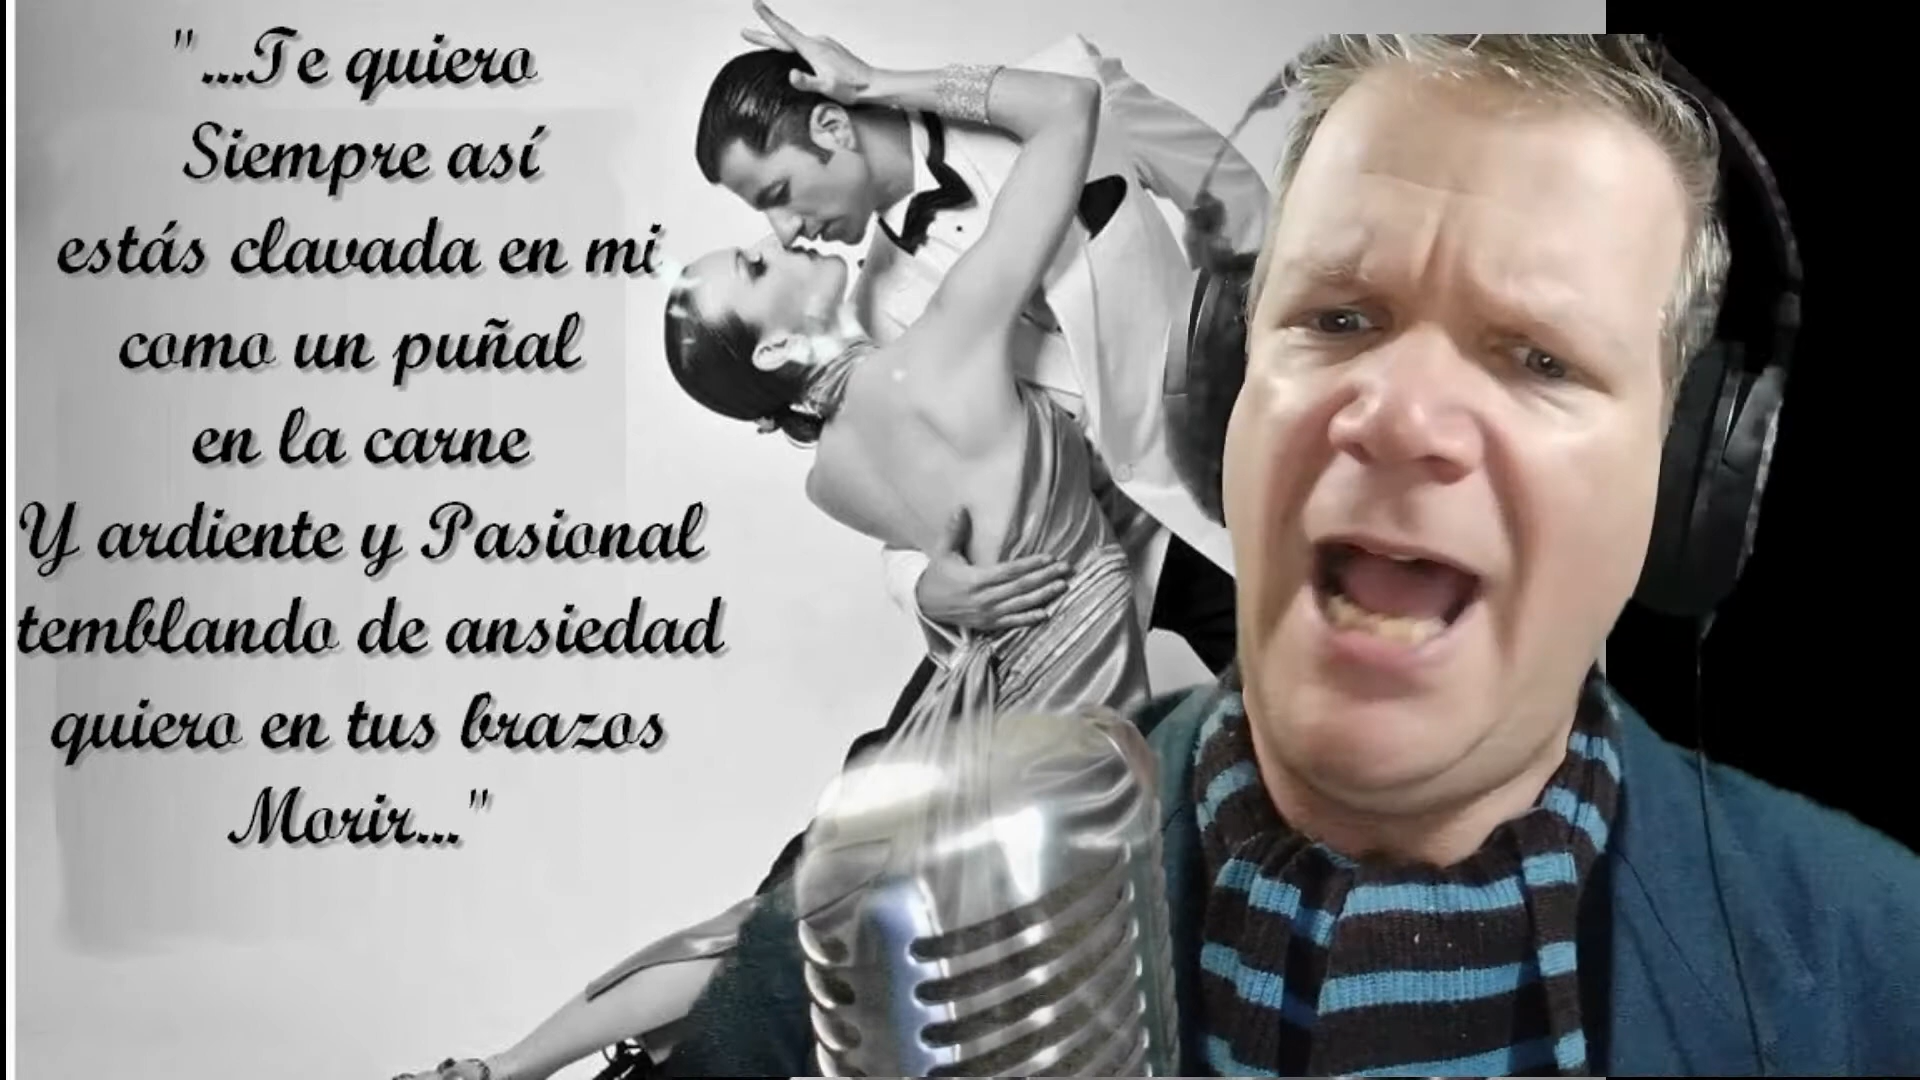 "...Te quiero
Siempre así
estás clavada en mi
como un puñal
en la carne
Y ardiente y Pasional
temblando de ansiedad
quiero en tus brazos
Morir..."